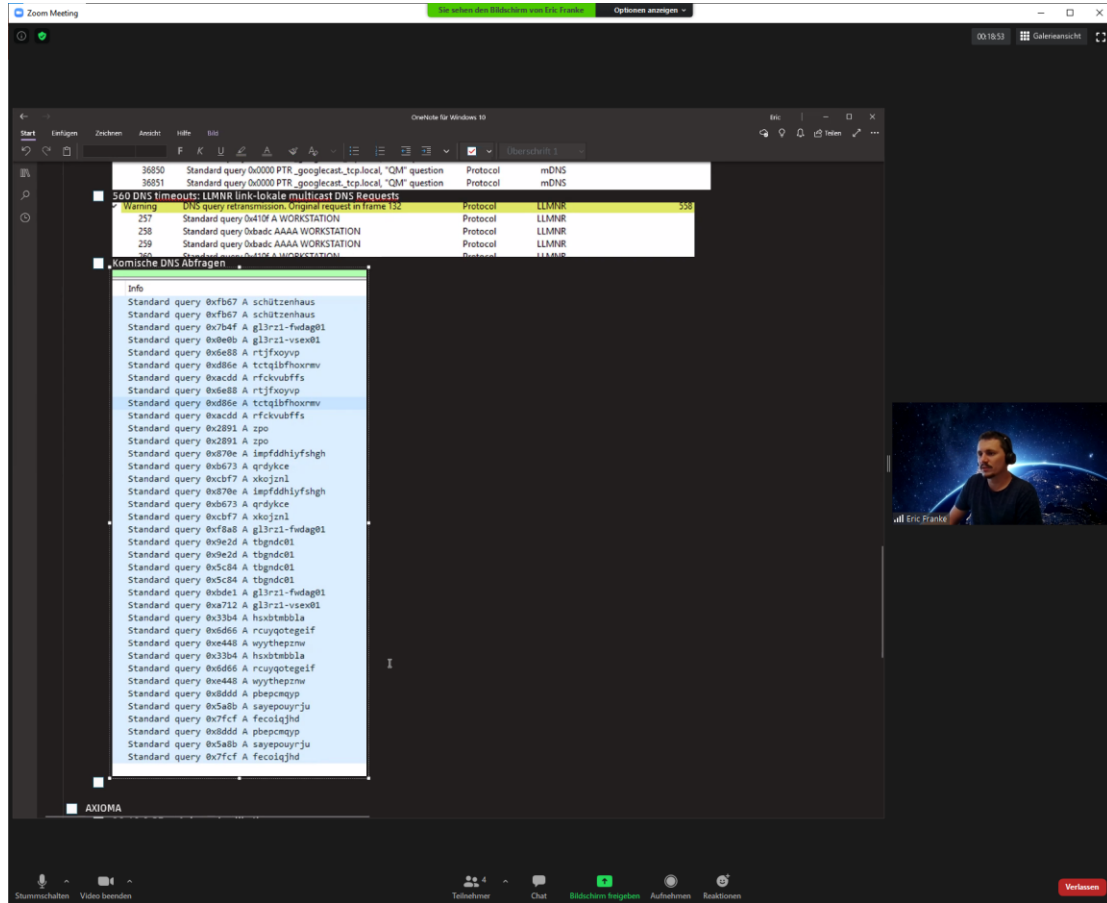 Zoom Meeting
Sie sehen den Bildschirm von Eric Franke
Optionen anzeigen
00:18:53
Galerieansicht
OneNote für Windows 10
Eric
Start
Einfügen
Zeichnen
Ansicht
Hilfe
Bild
Teilen
F K U A
Überschrift 1
36850 Standard query 0x0000 PTR _googlecast._tcp.local, "QM" question Protocol mDNS
36851 Standard query 0x0000 PTR _googlecast._tcp.local, "QM" question Protocol mDNS
560 DNS timeouts: LLMNR link-lokale multicast DNS Requests
Warning DNS query retransmission. Original request in frame 132 Protocol LLMNR 558
257 Standard query 0x410f A WORKSTATION Protocol LLMNR
258 Standard query 0xbadc AAAA WORKSTATION Protocol LLMNR
259 Standard query 0xbadc AAAA WORKSTATION Protocol LLMNR
260 Standard query 0x410f A WORKSTATION Protocol LLMNR
Komische DNS Abfragen
Info
Standard query 0xfb67 A schützenhaus
Standard query 0xfb67 A schützenhaus
Standard query 0x7b4f A gl3rz1-fwdag01
Standard query 0x0e0b A gl3rz1-vsex01
Standard query 0x6e88 A rtjfxoyvp
Standard query 0xd86e A tctqibfhoxrmv
Standard query 0xacdd A rfckvubffs
Standard query 0x6e88 A rtjfxoyvp
Standard query 0xd86e A tctqibfhoxrmv
Standard query 0xacdd A rfckvubffs
Standard query 0x2891 A zpo
Standard query 0x2891 A zpo
Standard query 0x870e A impfddhiyfshgh
Standard query 0xb673 A qrdykce
Standard query 0xcbf7 A xkojznl
Standard query 0x870e A impfddhiyfshgh
Standard query 0xb673 A qrdykce
Standard query 0xcbf7 A xkojznl
Standard query 0xf8a8 A gl3rz1-fwdag01
Standard query 0x9e2d A tbgndc01
Standard query 0x9e2d A tbgndc01
Standard query 0x5c84 A tbgndc01
Standard query 0x5c84 A tbgndc01
Standard query 0xbde1 A gl3rz1-fwdag01
Standard query 0xa712 A gl3rz1-vsex01
Standard query 0x33b4 A hsxbtmbbla
Standard query 0x6d66 A rcuyqotegeif
Standard query 0xe448 A wyythepznw
Standard query 0x33b4 A hsxbtmbbla
Standard query 0x6d66 A rcuyqotegeif
Standard query 0xe448 A wyythepznw
Standard query 0x8ddd A pbepcmqyp
Standard query 0x5a8b A sayepouyrju
Standard query 0x7fcf A fecoiqjhd
Standard query 0x8ddd A pbepcmqyp
Standard query 0x5a8b A sayepouyrju
Standard query 0x7fcf A fecoiqjhd
Eric Franke
AXIOMA
Stummschalten
Video beenden
4
Teilnehmer
Chat
Bildschirm freigeben
Aufnehmen
Reaktionen
Verlassen